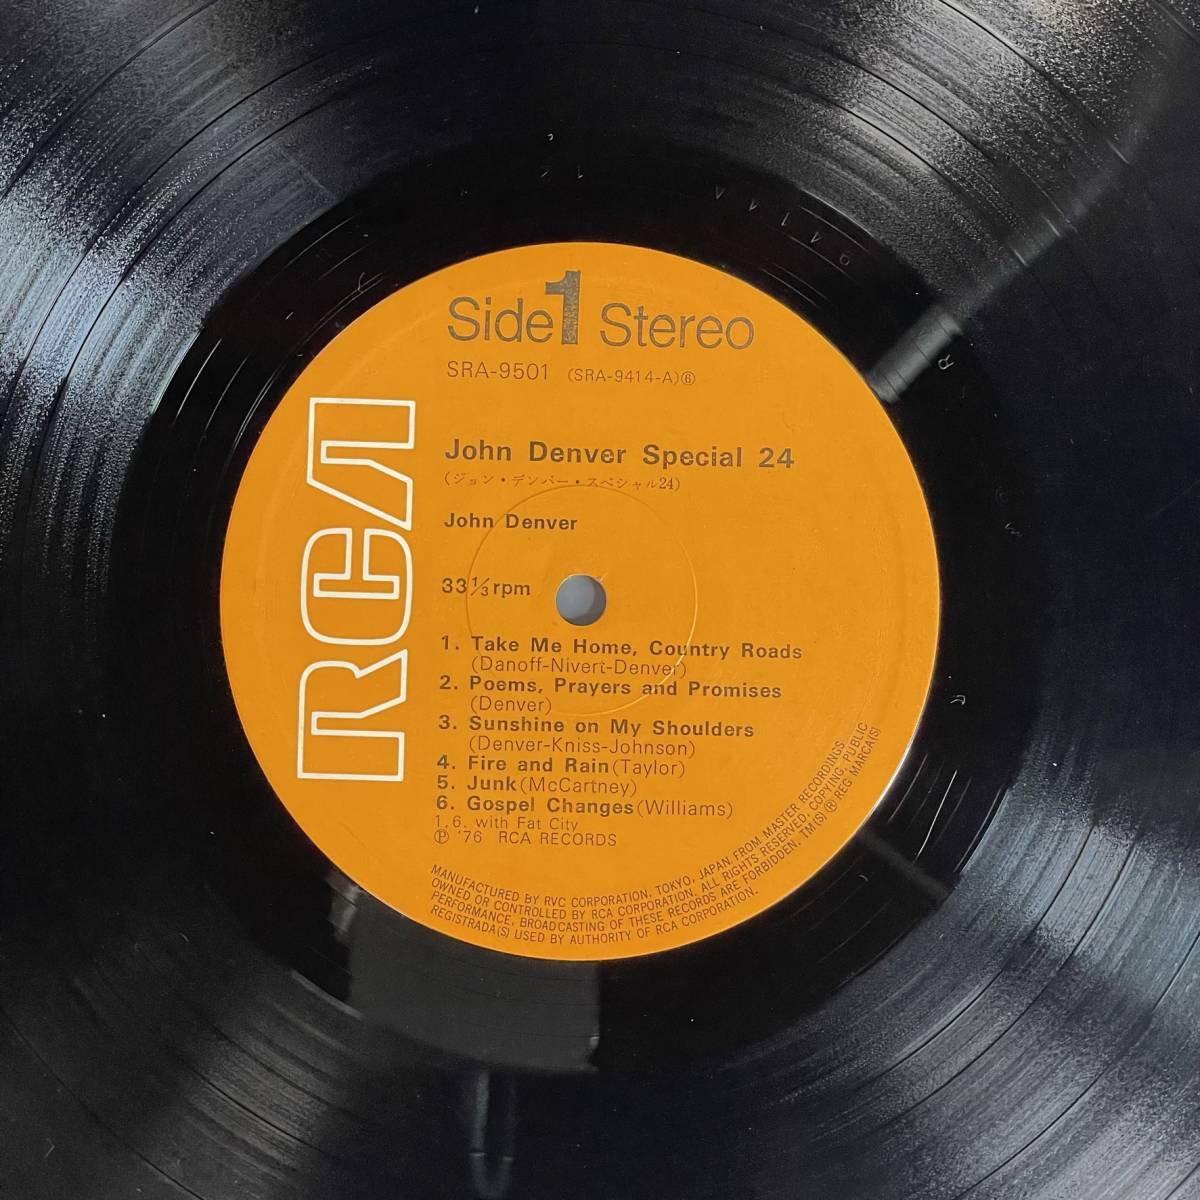 Side 1 Stereo
SRA-9501 (SRA-9414-A)⑥
John Denver Special 24
(ジョン・デンバー・スペシャル24)
John Denver
33⅓ rpm
1. Take Me Home, Country Roads
(Danoff-Nivert-Denver)
2. Poems, Prayers and Promises
(Denver)
3. Sunshine on My Shoulders
(Denver-Kniss-Johnson)
4. Fire and Rain (Taylor)
5. Junk (McCartney)
6. Gospel Changes (Williams)
1, 6. with Fat City
Ⓟ '76 RCA RECORDS
RCA
MANUFACTURED BY RVC CORPORATION, TOKYO, JAPAN, FROM MASTER RECORDINGS
OWNED OR CONTROLLED BY RCA CORPORATION. ALL RIGHTS RESERVED. COPYING, PUBLIC
PERFORMANCE, BROADCASTING OF THESE RECORDS ARE FORBIDDEN. TM(S) ® REG MARCA(S)
REGISTRADA(S) USED BY AUTHORITY OF RCA CORPORATION.